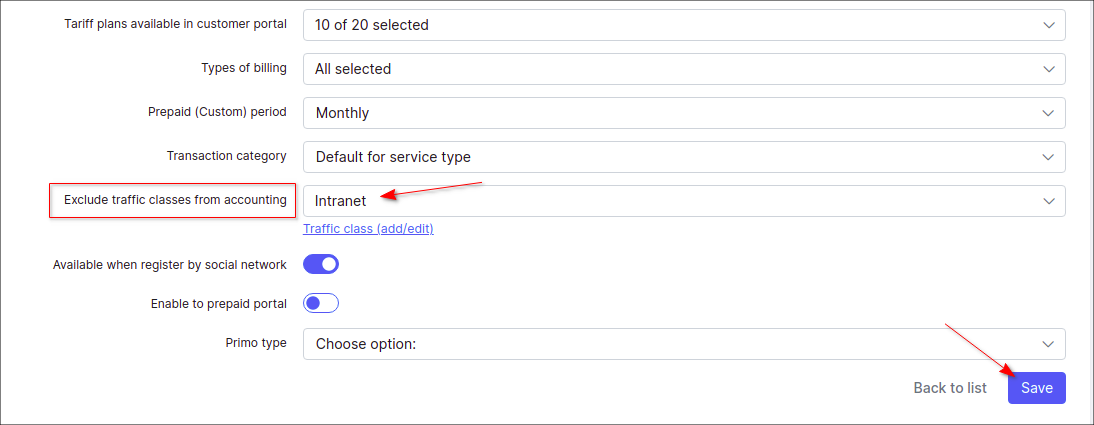 Tariff plans available in customer portal
10 of 20 selected
Types of billing
All selected
Prepaid (Custom) period
Monthly
Transaction category
Default for service type
Exclude traffic classes from accounting
Intranet
Traffic class (add/edit)
Available when register by social network
Enable to prepaid portal
Primo type
Choose option:
Back to list
Save